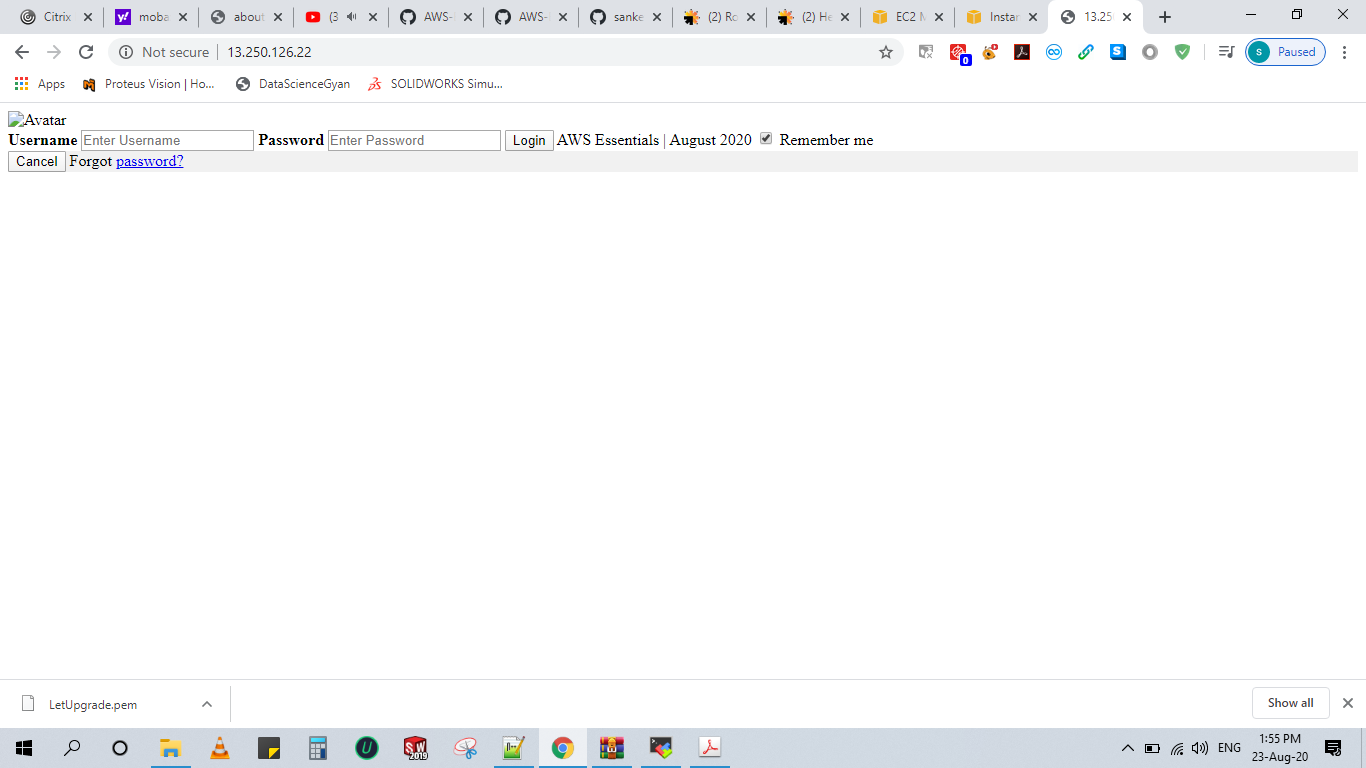 Citrix moba about (3 AWS- AWS- sanke (2) Ro (2) He EC2 M Instan 13.25
Not secure 13.250.126.22 0 s Paused
Apps Proteus Vision | Ho... DataScienceGyan SOLIDWORKS Simu...
Avatar
Username Enter Username Password Enter Password Login AWS Essentials | August 2020 Remember me
Cancel Forgot password?
LetUpgrade.pem Show all
ENG 1:55 PM
23-Aug-20